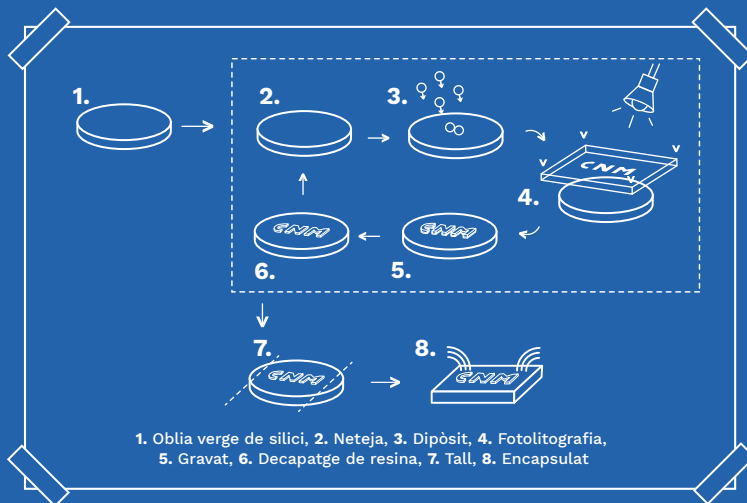 1.
2.
3.
CNM
4.
CNM
5.
CNM
6.
7.
CNM
8.
CNM
1. Oblia verge de silici, 2. Neteja, 3. Dipòsit, 4. Fotolitografia,
5. Gravat, 6. Decapatge de resina, 7. Tall, 8. Encapsulat